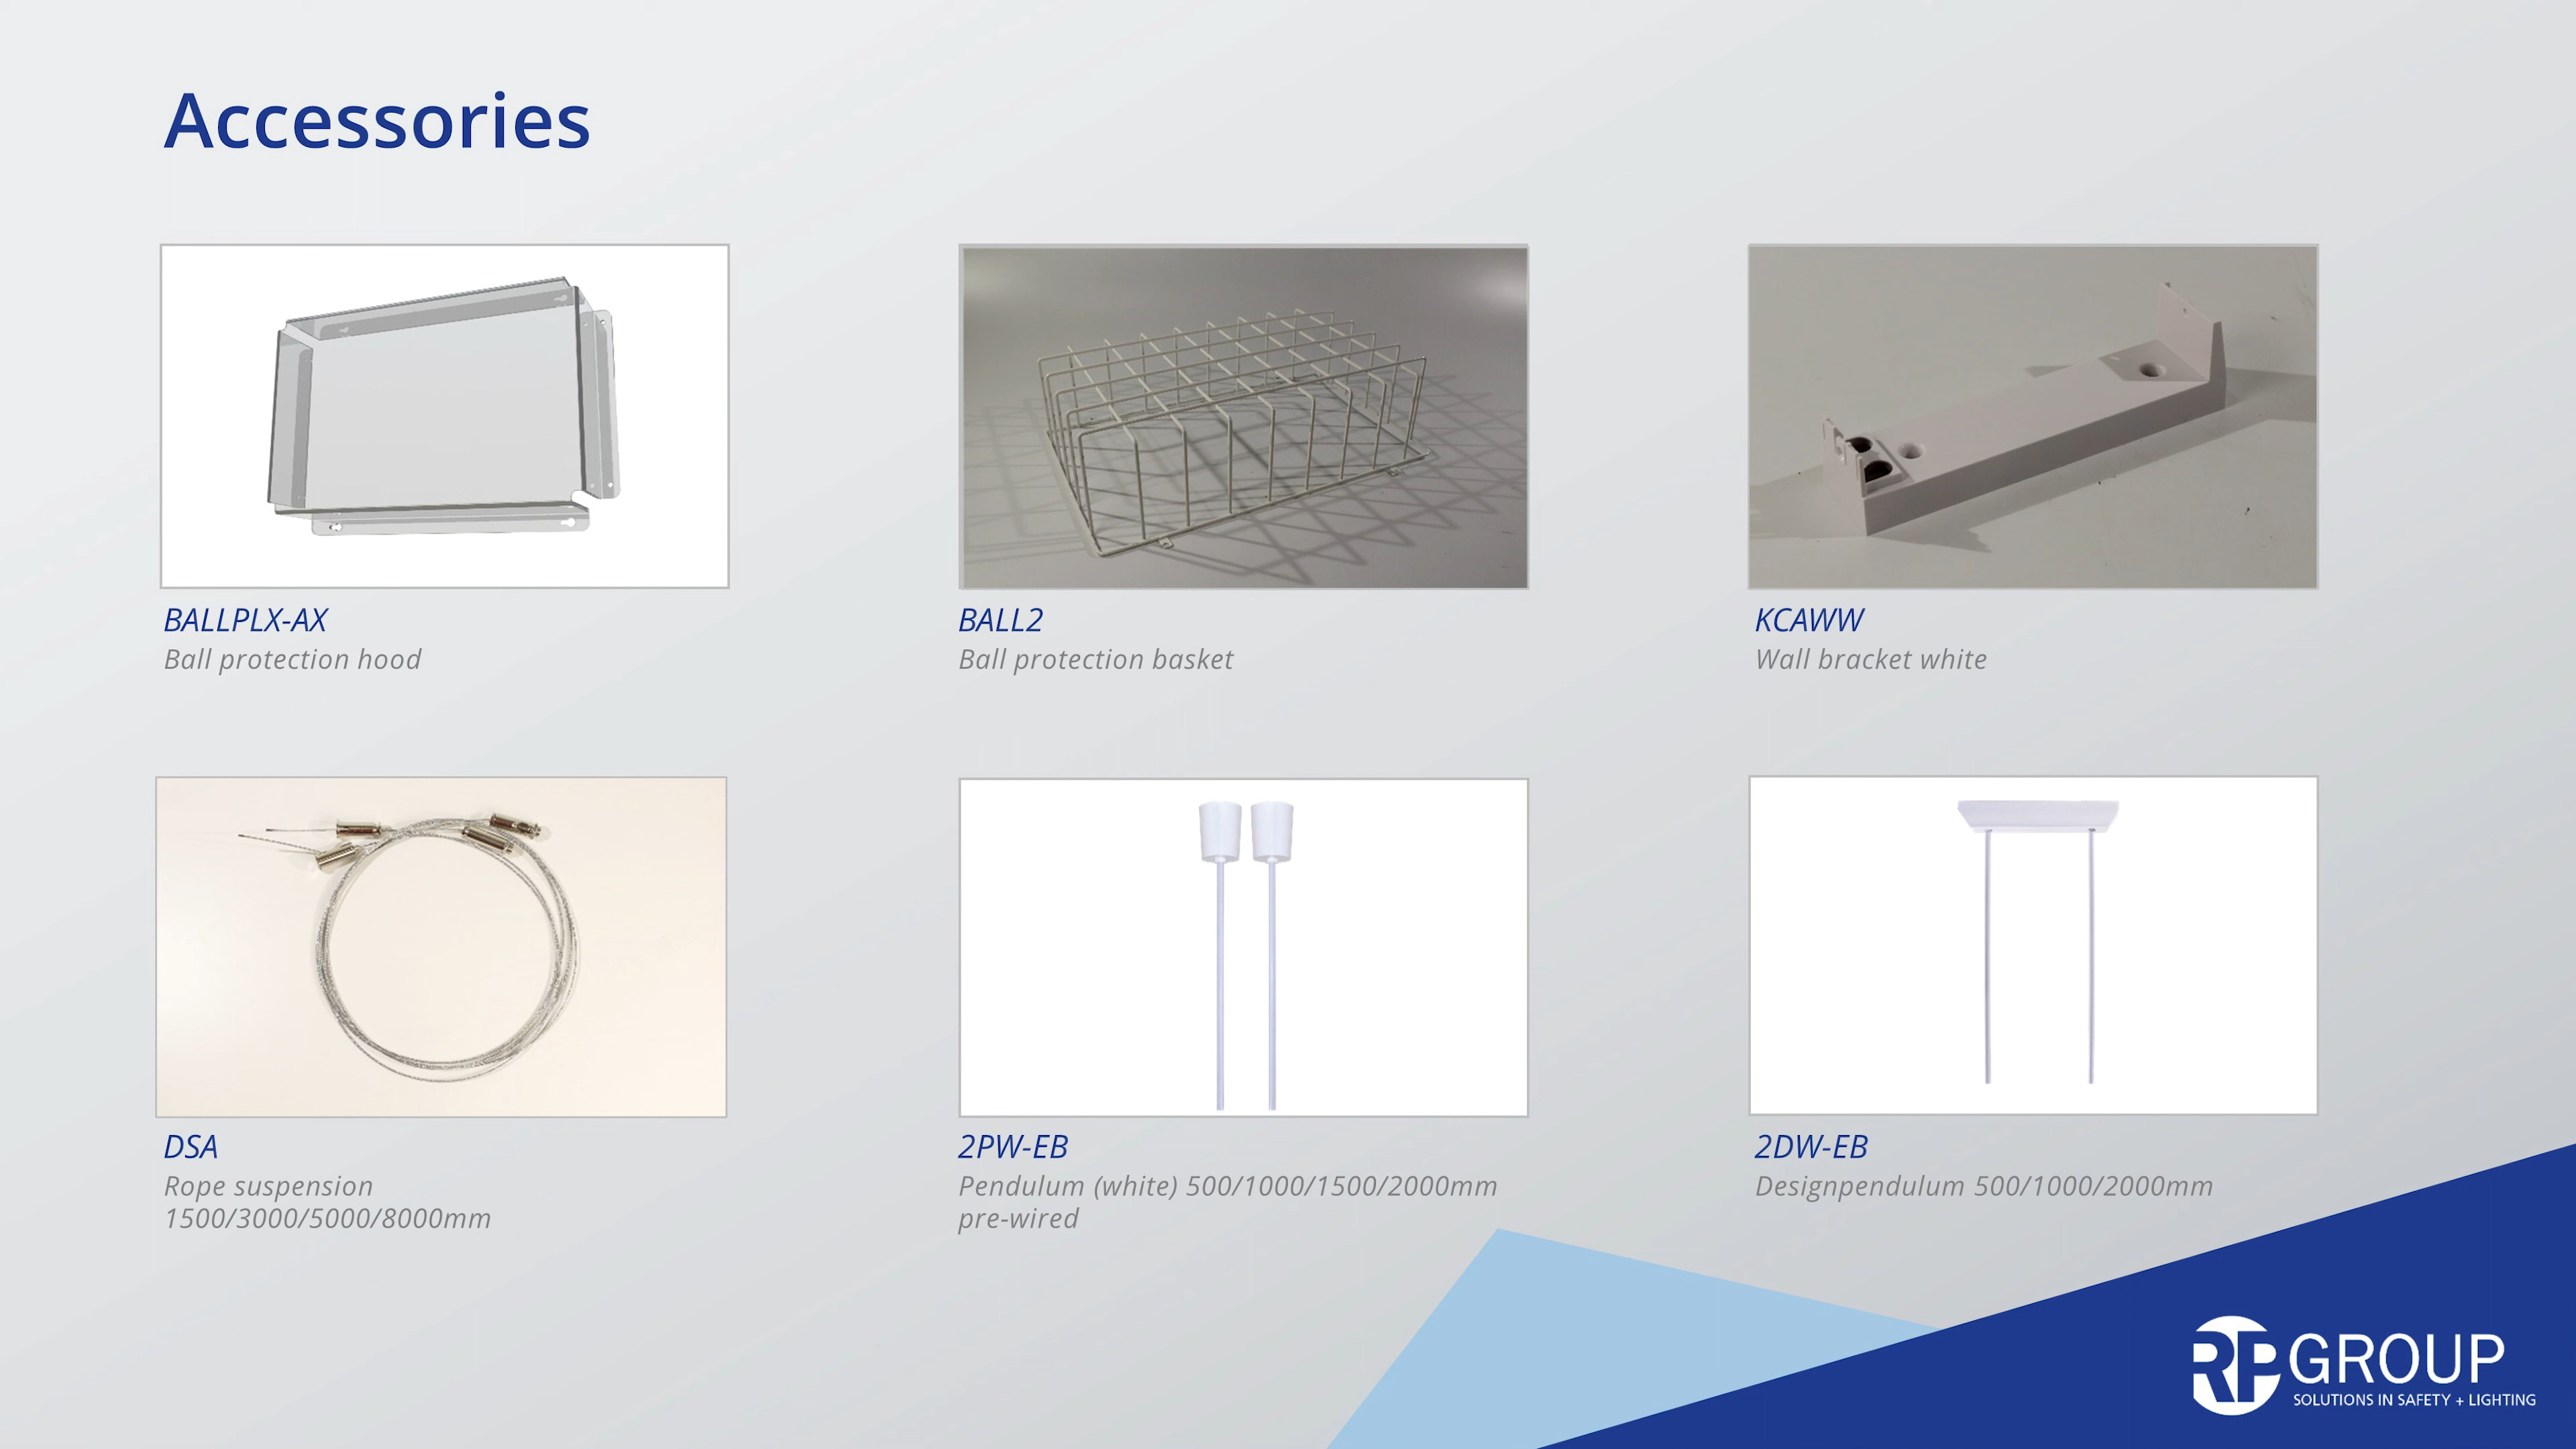 Accessories
BALLPLX-AX
Ball protection hood
BALL2
Ball protection basket
KCAWW
Wall bracket white
DSA
Rope suspension
1500/3000/5000/8000mm
2PW-EB
Pendulum (white) 500/1000/1500/2000mm
pre-wired
2DW-EB
Designpendulum 500/1000/2000mm
RP GROUP
SOLUTIONS IN SAFETY + LIGHTING